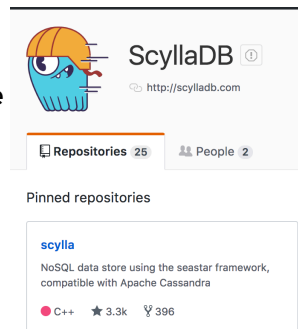 e
ScyllaDB
http://scylladb.com
Repositories 25
People 2
Pinned repositories
scylla
NoSQL data store using the seastar framework,
compatible with Apache Cassandra
C++ 3.3k 396